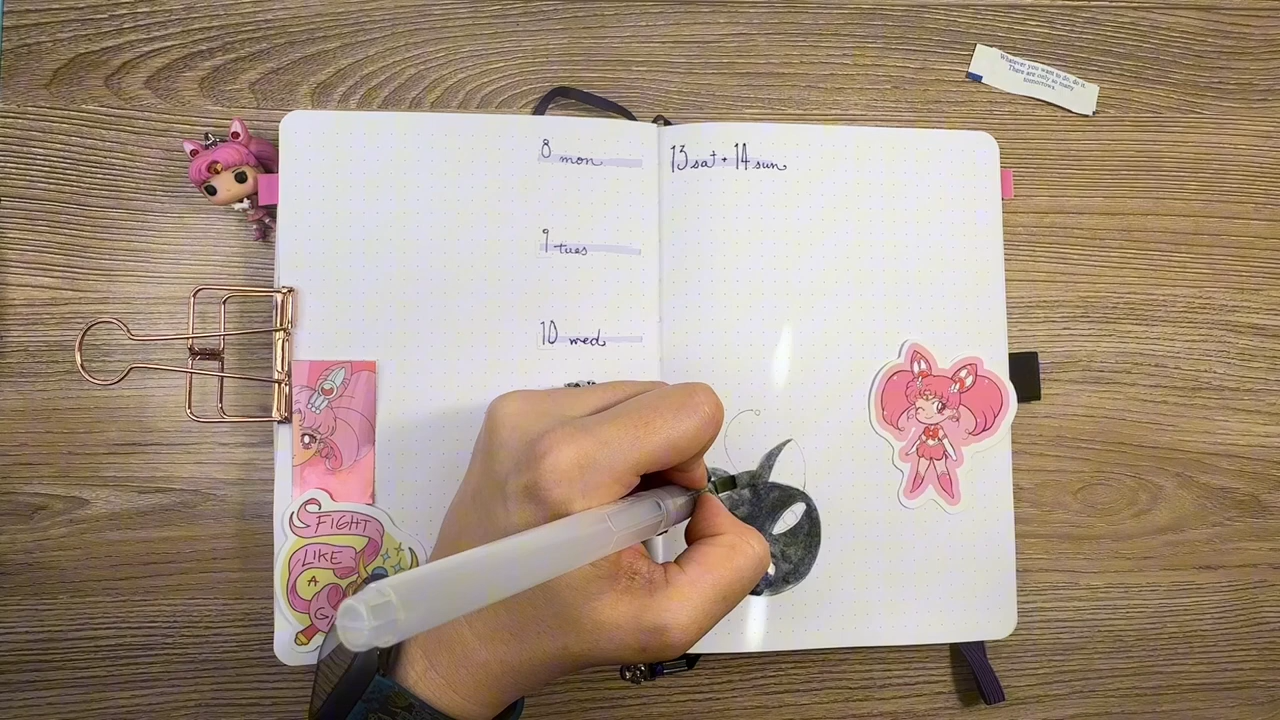 Whatever you want to do, do it.
There are only so many
tomorrows.
8 mon
9 tues
10 wed
13 sat + 14 sun
FIGHT
LIKE
A